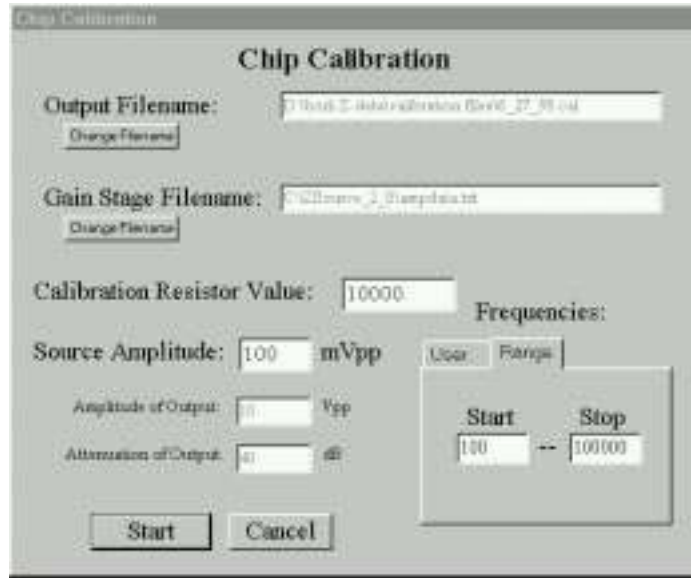 Chip Calibration
Chip Calibration
Output Filename:
Change Filename
Gain Stage Filename:
Change Filename
Calibration Resistor Value: 10000
Frequencies:
Source Amplitude: 100 mVpp
User Range
Amplitude of Output: Vpp
Start Stop
100 -- 100000
Attenuation of Output: 40 dB
Start Cancel